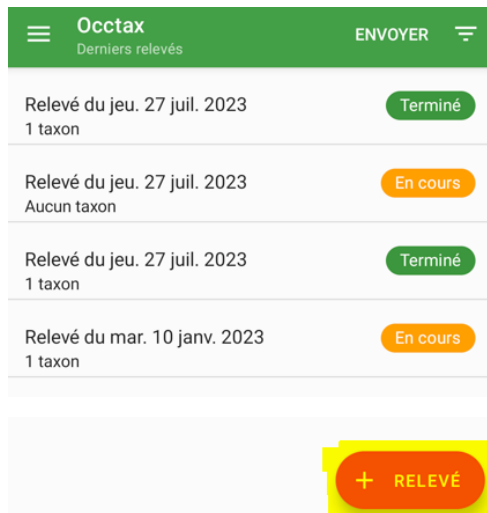 Occtax
ENVOYER
Derniers relevés
Relevé du jeu. 27 juil. 2023
Terminé
1 taxon
Relevé du jeu. 27 juil. 2023
En cours
Aucun taxon
Relevé du jeu. 27 juil. 2023
Terminé
1 taxon
Relevé du mar. 10 janv. 2023
En cours
1 taxon
+ RELEVÉ